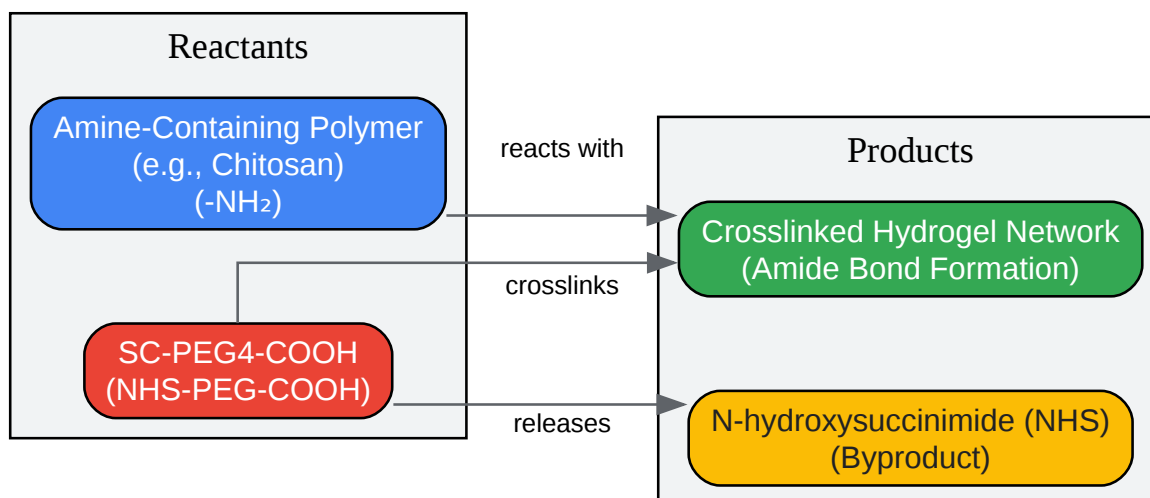 Reactants
Amine-Containing Polymer
(e.g., Chitosan)
(-NH₂)
SC-PEG4-COOH
(NHS-PEG-COOH)
reacts with
crosslinks
releases
Products
Crosslinked Hydrogel Network
(Amide Bond Formation)
N-hydroxysuccinimide (NHS)
(Byproduct)